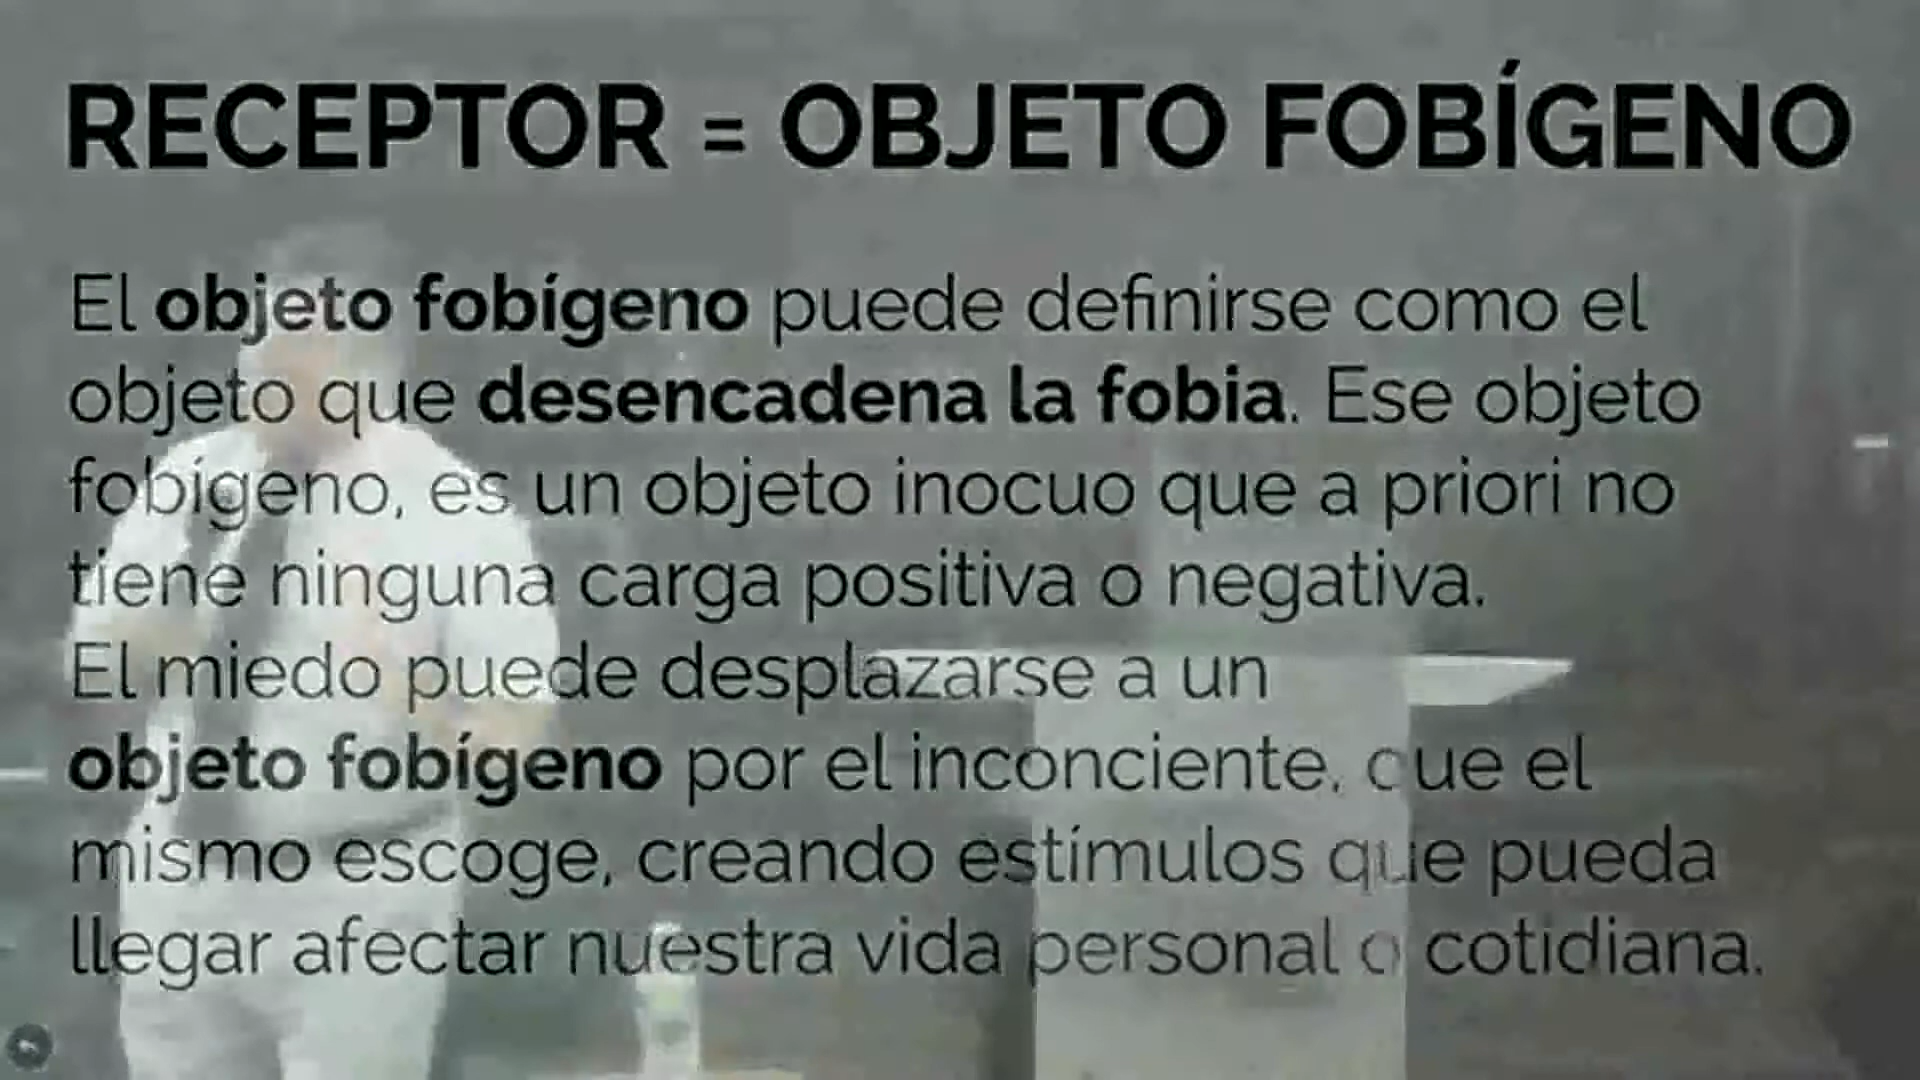 RECEPTOR = OBJETO FOBÍGENO
El objeto fobígeno puede definirse como el
objeto que desencadena la fobia. Ese objeto
fobígeno, es un objeto inocuo que a priori no
tiene ninguna carga positiva o negativa.
El miedo puede desplazarse a un
objeto fobígeno por el inconciente, que el
mismo escoge, creando estímulos que pueda
llegar afectar nuestra vida personal o cotidiana.